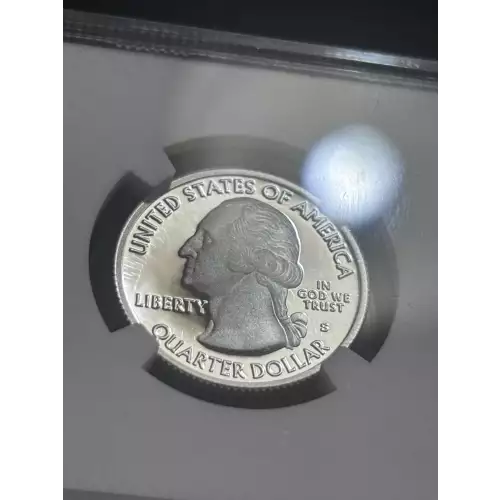 UNITED STATES OF AMERICA
LIBERTY
IN
GOD WE
TRUST
S
QUARTER DOLLAR